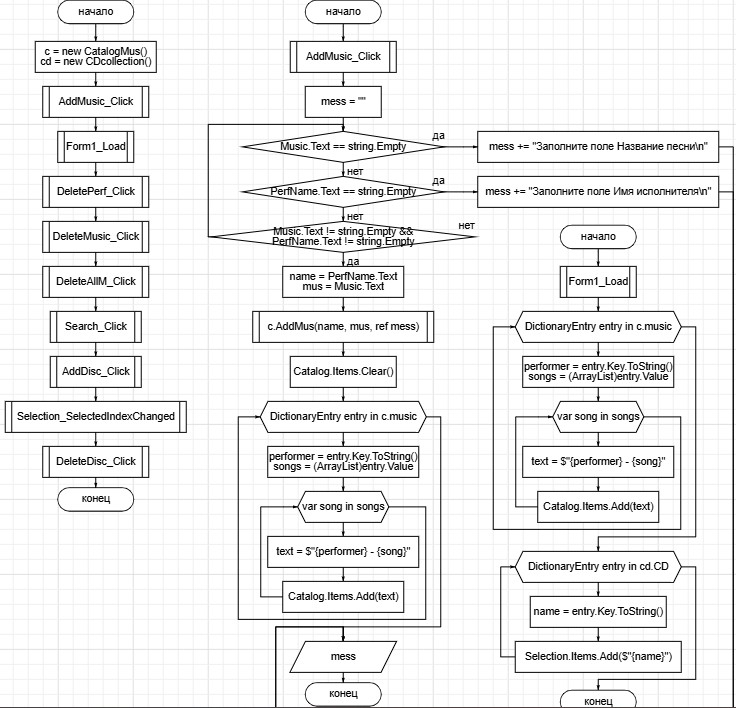 начало
c = new CatalogMus()
cd = new CDcollection()
AddMusic_Click
Form1_Load
DeletePerf_Click
DeleteMusic_Click
DeleteAllM_Click
Search_Click
AddDisc_Click
Selection_SelectedIndexChanged
DeleteDisc_Click
конец
начало
AddMusic_Click
mess = ""
Music.Text == string.Empty
да
mess += "Заполните поле Название песни\n"
нет
PerfName.Text == string.Empty
да
mess += "Заполните поле Имя исполнителя\n"
нет
Music.Text != string.Empty &&
PerfName.Text != string.Empty
нет
да
name = PerfName.Text
mus = Music.Text
c.AddMus(name, mus, ref mess)
Catalog.Items.Clear()
DictionaryEntry entry in c.music
performer = entry.Key.ToString()
songs = (ArrayList)entry.Value
var song in songs
text = $"{performer} - {song}"
Catalog.Items.Add(text)
mess
конец
начало
Form1_Load
DictionaryEntry entry in c.music
performer = entry.Key.ToString()
songs = (ArrayList)entry.Value
var song in songs
text = $"{performer} - {song}"
Catalog.Items.Add(text)
DictionaryEntry entry in cd.CD
name = entry.Key.ToString()
Selection.Items.Add($"{name}")
конец